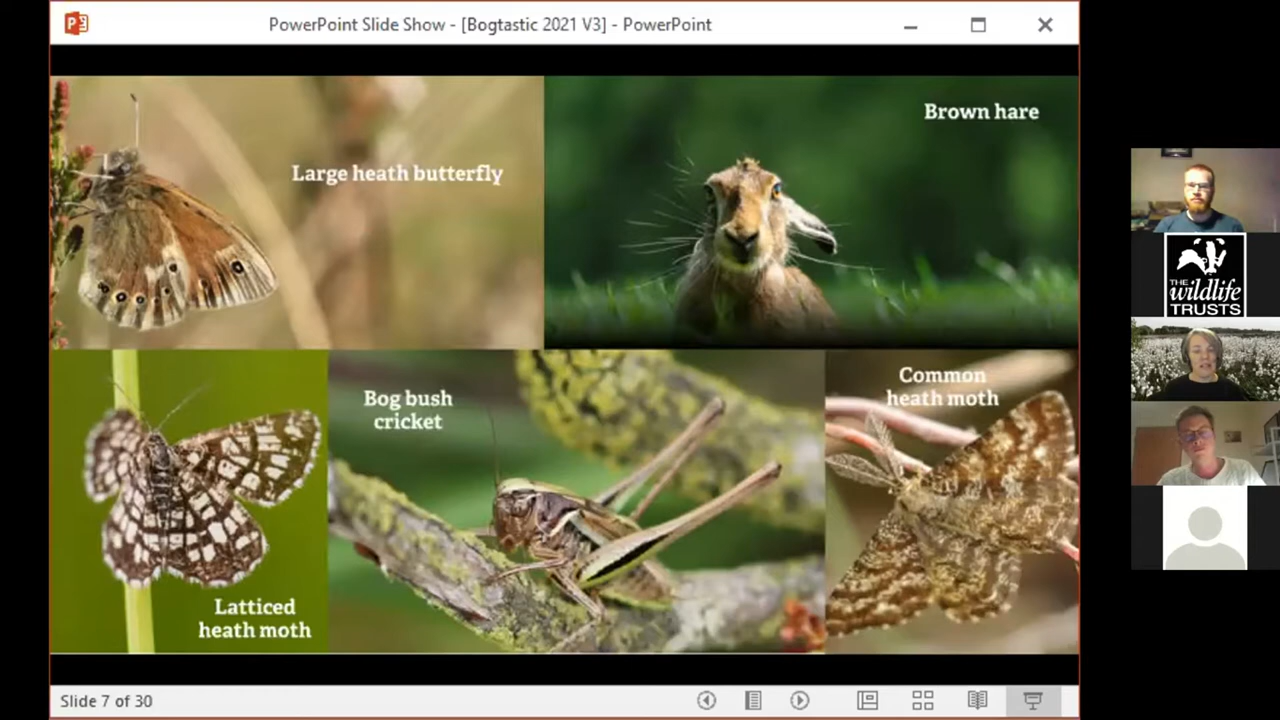 PowerPoint Slide Show - [Bogtastic 2021 V3] - PowerPoint
Large heath butterfly
Brown hare
Bog bush
cricket
Common
heath moth
Latticed
heath moth
THE
wildlife
TRUSTS
Slide 7 of 30